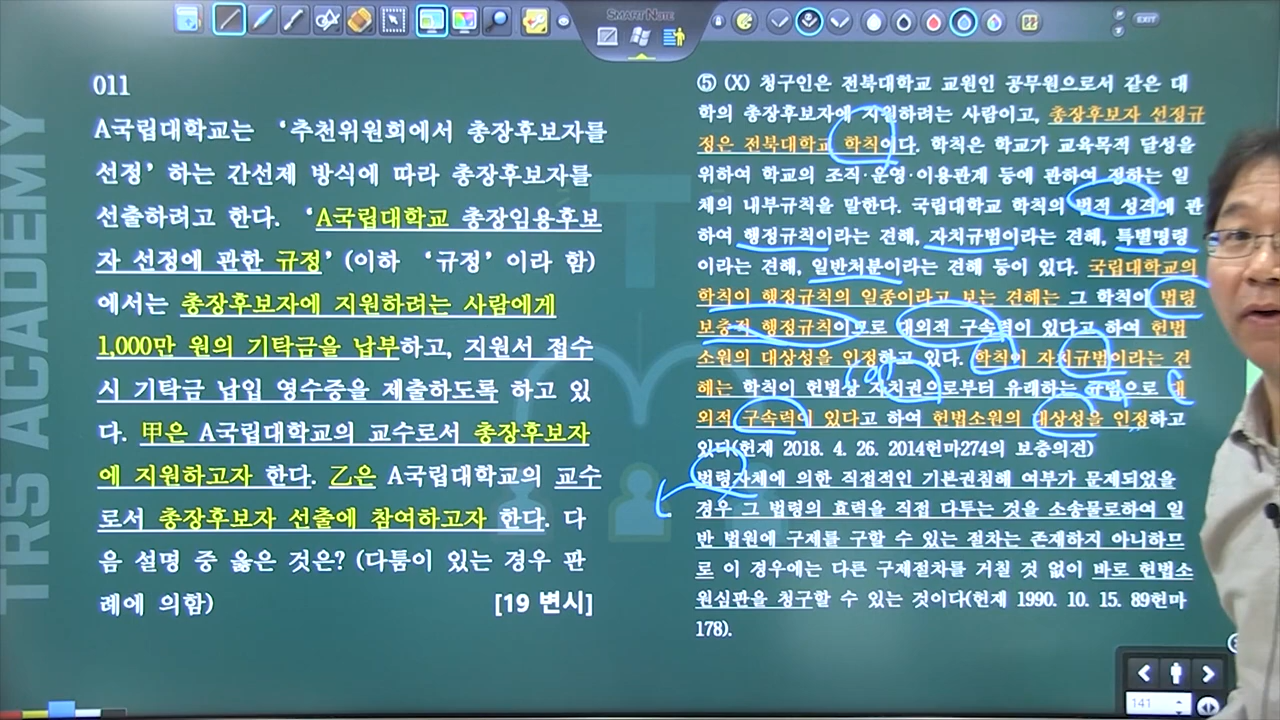 SMART NOTE
EXIT
TRS ACADEMY
011
A국립대학교는 ‘추천위원회에서 총장후보자를
선정’ 하는 간선제 방식에 따라 총장후보자를
선출하려고 한다. ‘A국립대학교 총장임용후보
자 선정에 관한 규정’ (이하 ‘규정’ 이라 함)
에서는 총장후보자에 지원하려는 사람에게
1,000만 원의 기탁금을 납부하고, 지원서 접수
시 기탁금 납입 영수증을 제출하도록 하고 있
다. 甲은 A국립대학교의 교수로서 총장후보자
에 지원하고자 한다. 乙은 A국립대학교의 교수
로서 총장후보자 선출에 참여하고자 한다. 다
음 설명 중 옳은 것은? (다툼이 있는 경우 판
례에 의함) [19 변시]
⑤ (X) 청구인은 전북대학교 교원인 공무원으로서 같은 대
학의 총장후보자에 지원하려는 사람이고, 총장후보자 선정규
정은 전북대학교 학칙이다. 학칙은 학교가 교육목적 달성을
위하여 학교의 조직·운영·이용관계 등에 관하여 정하는 일
체의 내부규칙을 말한다. 국립대학교 학칙의 법적 성격에 관
하여 행정규칙이라는 견해, 자치규범이라는 견해, 특별명령
이라는 견해, 일반처분이라는 견해 등이 있다. 국립대학교의
학칙이 행정규칙의 일종이라고 보는 견해는 그 학칙이 법령
보충적 행정규칙이므로 대외적 구속력이 있다고 하여 헌법
소원의 대상성을 인정하고 있다. 학칙이 자치규범이라는 견
해는 학칙이 헌법상 자치권으로부터 유래하는 규범으로 대
외적 구속력이 있다고 하여 헌법소원의 대상성을 인정하고
있다(헌재 2018. 4. 26. 2014헌마274의 보충의견)
법령자체에 의한 직접적인 기본권침해 여부가 문제되었을
경우 그 법령의 효력을 직접 다투는 것을 소송물로하여 일
반 법원에 구제를 구할 수 있는 절차는 존재하지 아니하므
로 이 경우에는 다른 구제절차를 거칠 것 없이 바로 헌법소
원심판을 청구할 수 있는 것이다(헌재 1990. 10. 15. 89헌마
178).
141